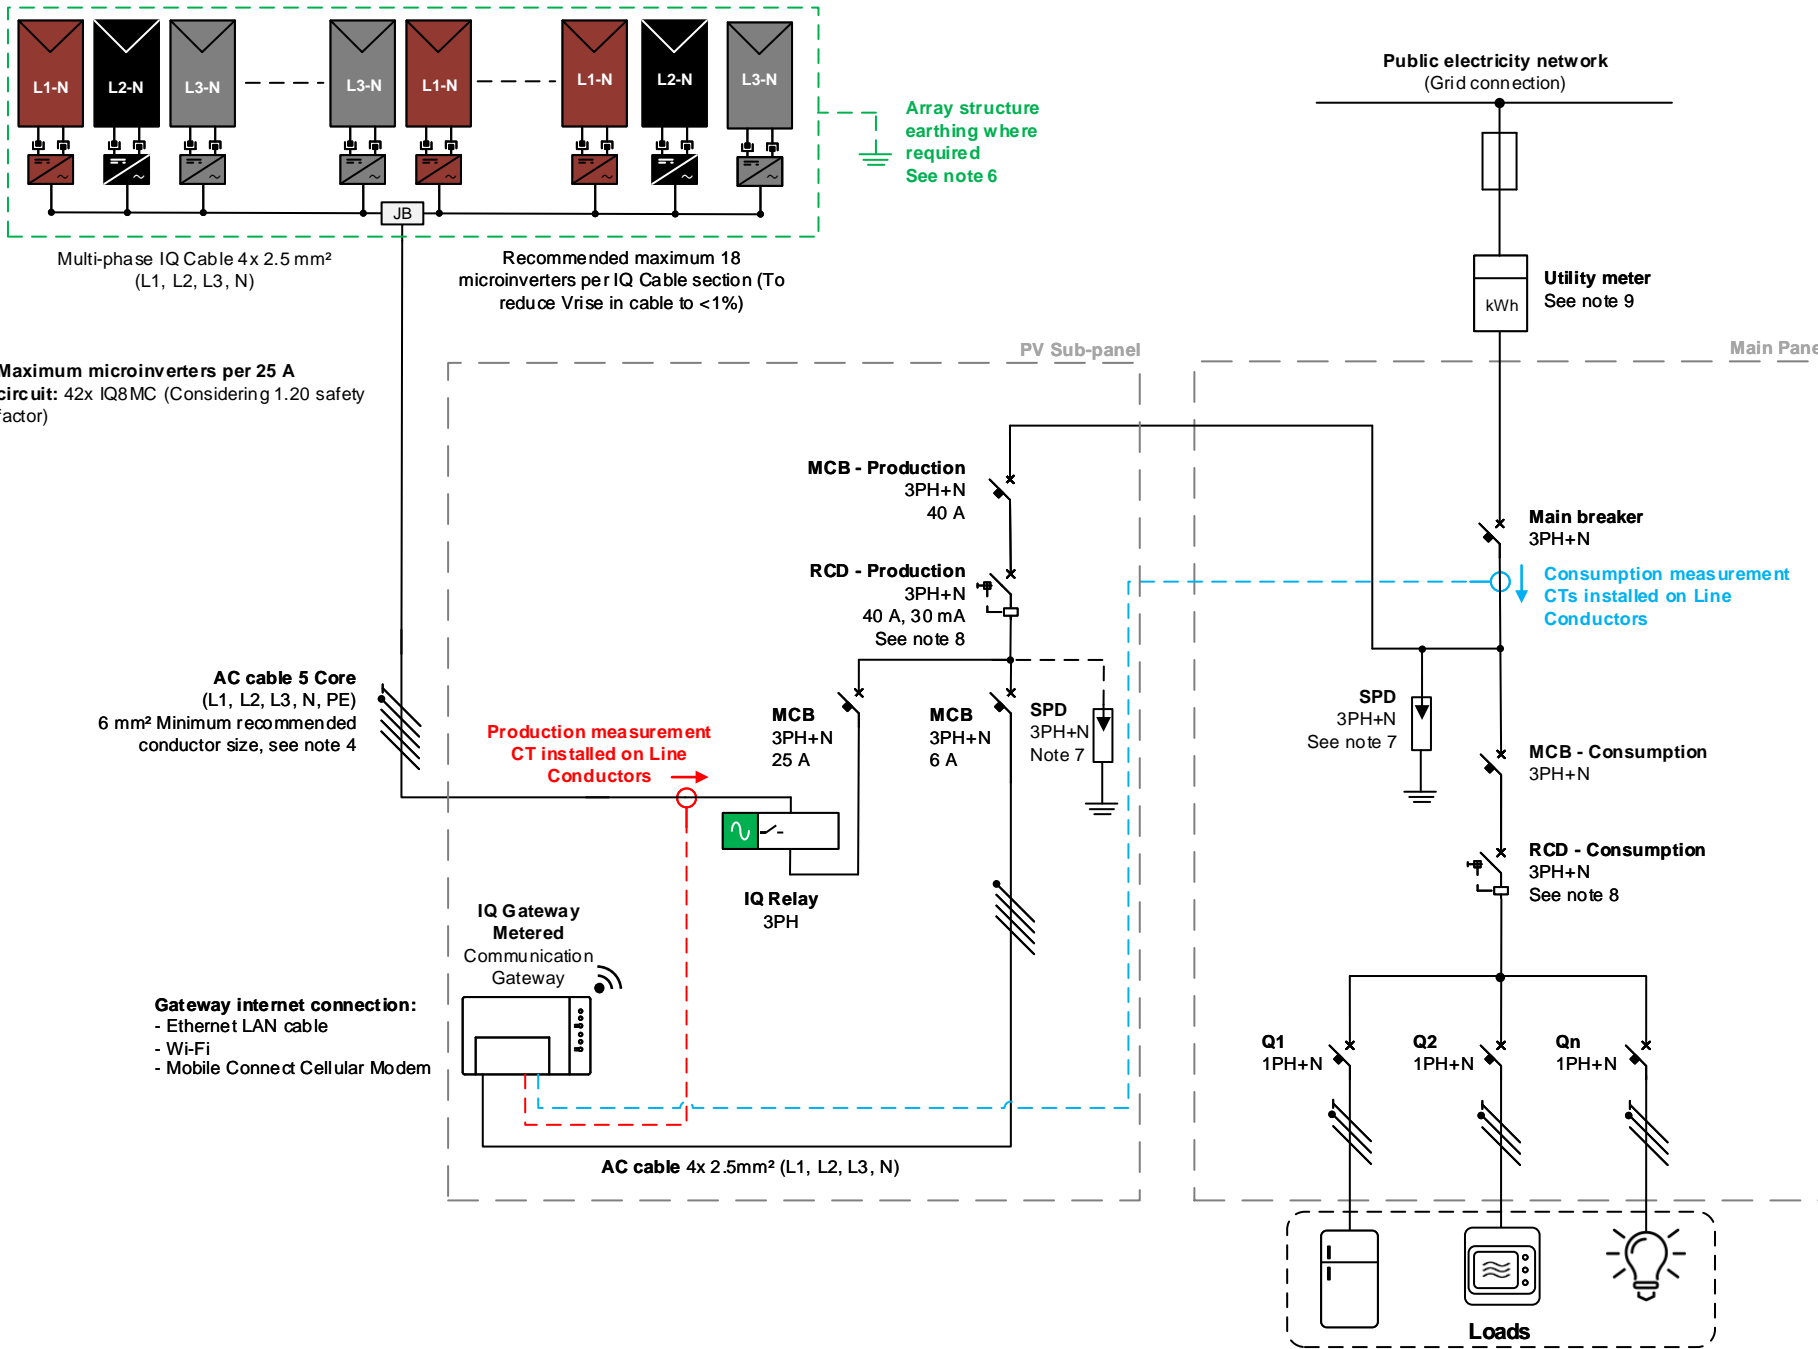 L1-N
L2-N
L3-N
L3-N
L1-N
L1-N
L2-N
L3-N
JB
Array structure
earthing where
required
See note 6
Multi-phase IQ Cable 4x 2.5 mm²
(L1, L2, L3, N)
Recommended maximum 18
microinverters per IQ Cable section (To
reduce Vrise in cable to <1%)
Maximum microinverters per 25 A
circuit: 42x IQ8MC (Considering 1.20 safety
factor)
Public electricity network
(Grid connection)
kWh
Utility meter
See note 9
PV Sub-panel
Main Pane
MCB - Production
3PH+N
40 A
RCD - Production
3PH+N
40 A, 30 mA
See note 8
Main breaker
3PH+N
Consumption measurement
CTs installed on Line
Conductors
AC cable 5 Core
(L1, L2, L3, N, PE)
6 mm² Minimum recommended
conductor size, see note 4
Production measurement
CT installed on Line
Conductors
MCB
3PH+N
25 A
MCB
3PH+N
6 A
SPD
3PH+N
Note 7
SPD
3PH+N
See note 7
MCB - Consumption
3PH+N
RCD - Consumption
3PH+N
See note 8
IQ Relay
3PH
IQ Gateway
Metered
Communication
Gateway
Gateway internet connection:
- Ethernet LAN cable
- Wi-Fi
- Mobile Connect Cellular Modem
Q1
1PH+N
Q2
1PH+N
Qn
1PH+N
AC cable 4x 2.5mm² (L1, L2, L3, N)
Loads